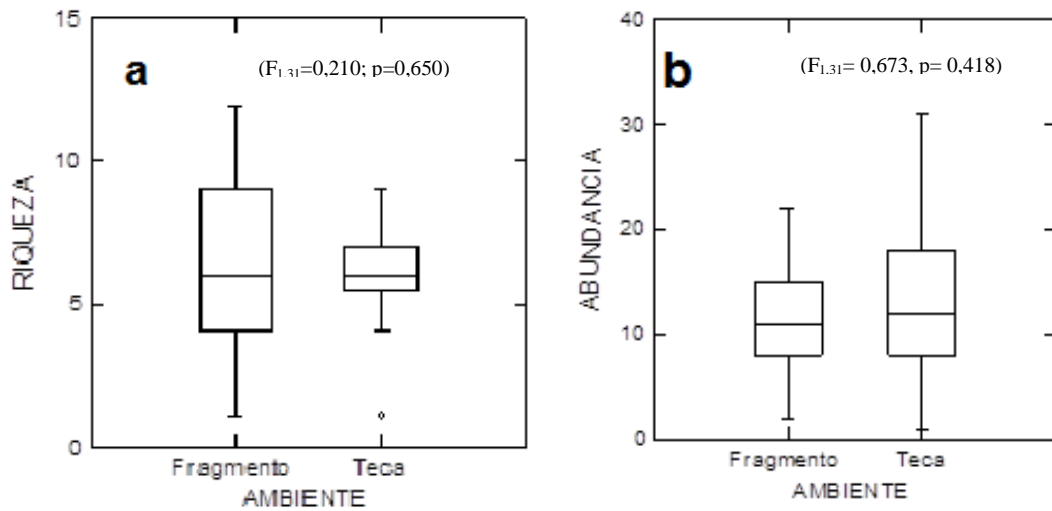 15
10
5
0
RIQUEZA
a
(F1,31=0,210; p=0,650)
Fragmento
Teca
AMBIENTE
40
30
20
10
0
ABUNDANCIA
b
(F1,31= 0,673, p= 0,418)
Fragmento
Teca
AMBIENTE